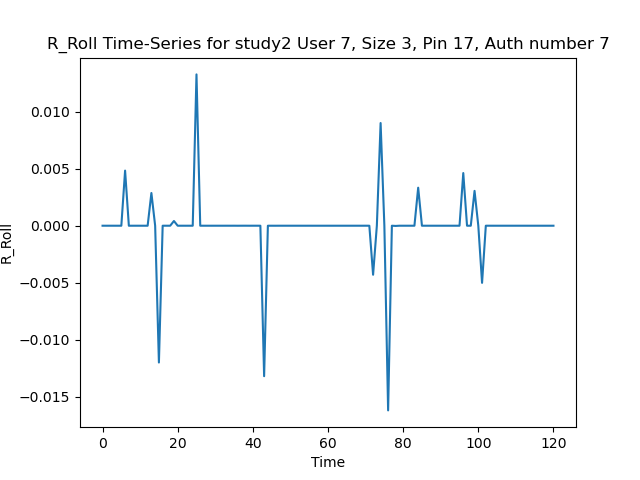 R_Roll Time-Series for study2 User 7, Size 3, Pin 17, Auth number 7
0.010
0.005
0.000
−0.005
−0.010
−0.015
R_Roll
0 20 40 60 80 100 120
Time